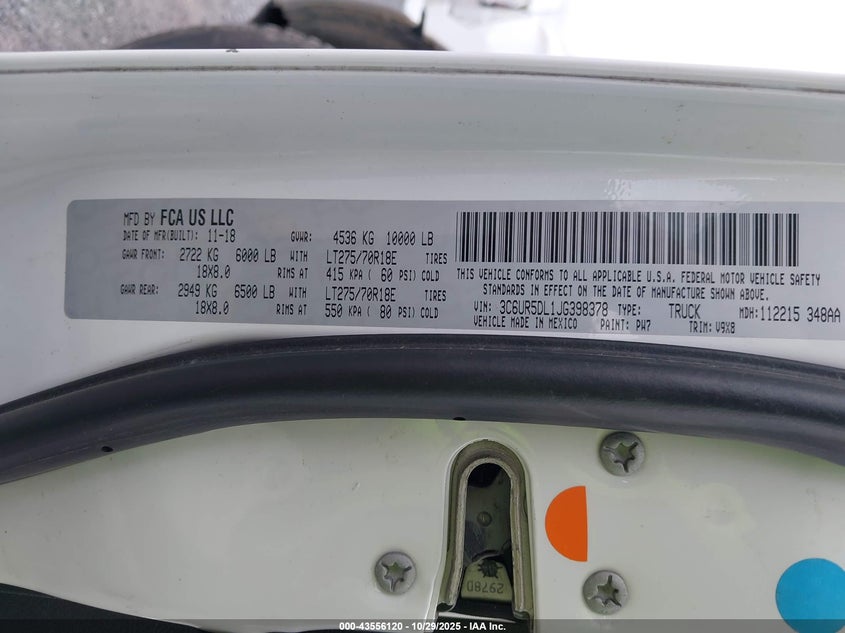 MFD BY FCA US LLC
DATE OF MFR(BUILT): 11-18 GVWR: 4536 KG 10000 LB
GAWR FRONT: 2722 KG 6000 LB WITH LT275/70R18E TIRES
18X8.0 RIMS AT 415 KPA ( 60 PSI) COLD
GAWR REAR: 2949 KG 6500 LB WITH LT275/70R18E TIRES
18X8.0 RIMS AT 550 KPA ( 80 PSI) COLD
THIS VEHICLE CONFORMS TO ALL APPLICABLE U.S.A. FEDERAL MOTOR VEHICLE SAFETY
STANDARDS IN EFFECT ON THE DATE OF MANUFACTURE SHOWN ABOVE.
VIN: 3C6UR5DL1JG398378 TYPE: TRUCK MDH: 112215 348AA
VEHICLE MADE IN MEXICO PAINT: PW7 TRIM: V9X8
2978D
000-43556120 - 10/29/2025 - IAA Inc.